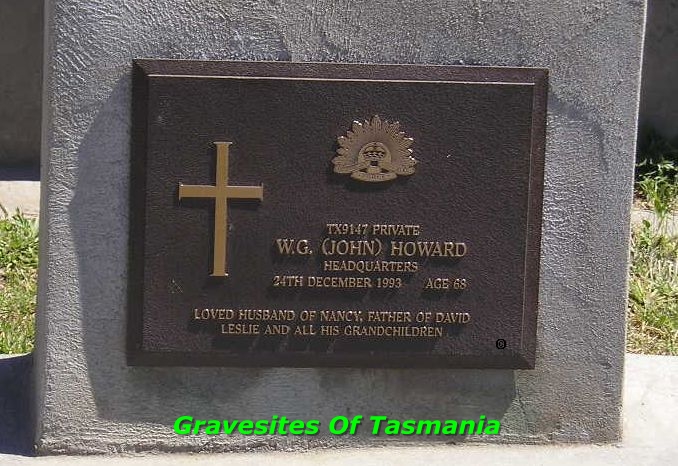 TX9147 PRIVATE
W.G. (JOHN) HOWARD
HEADQUARTERS
24TH DECEMBER 1993 AGE 68
LOVED HUSBAND OF NANCY, FATHER OF DAVID
LESLIE AND ALL HIS GRANDCHILDREN
Gravesites Of Tasmania